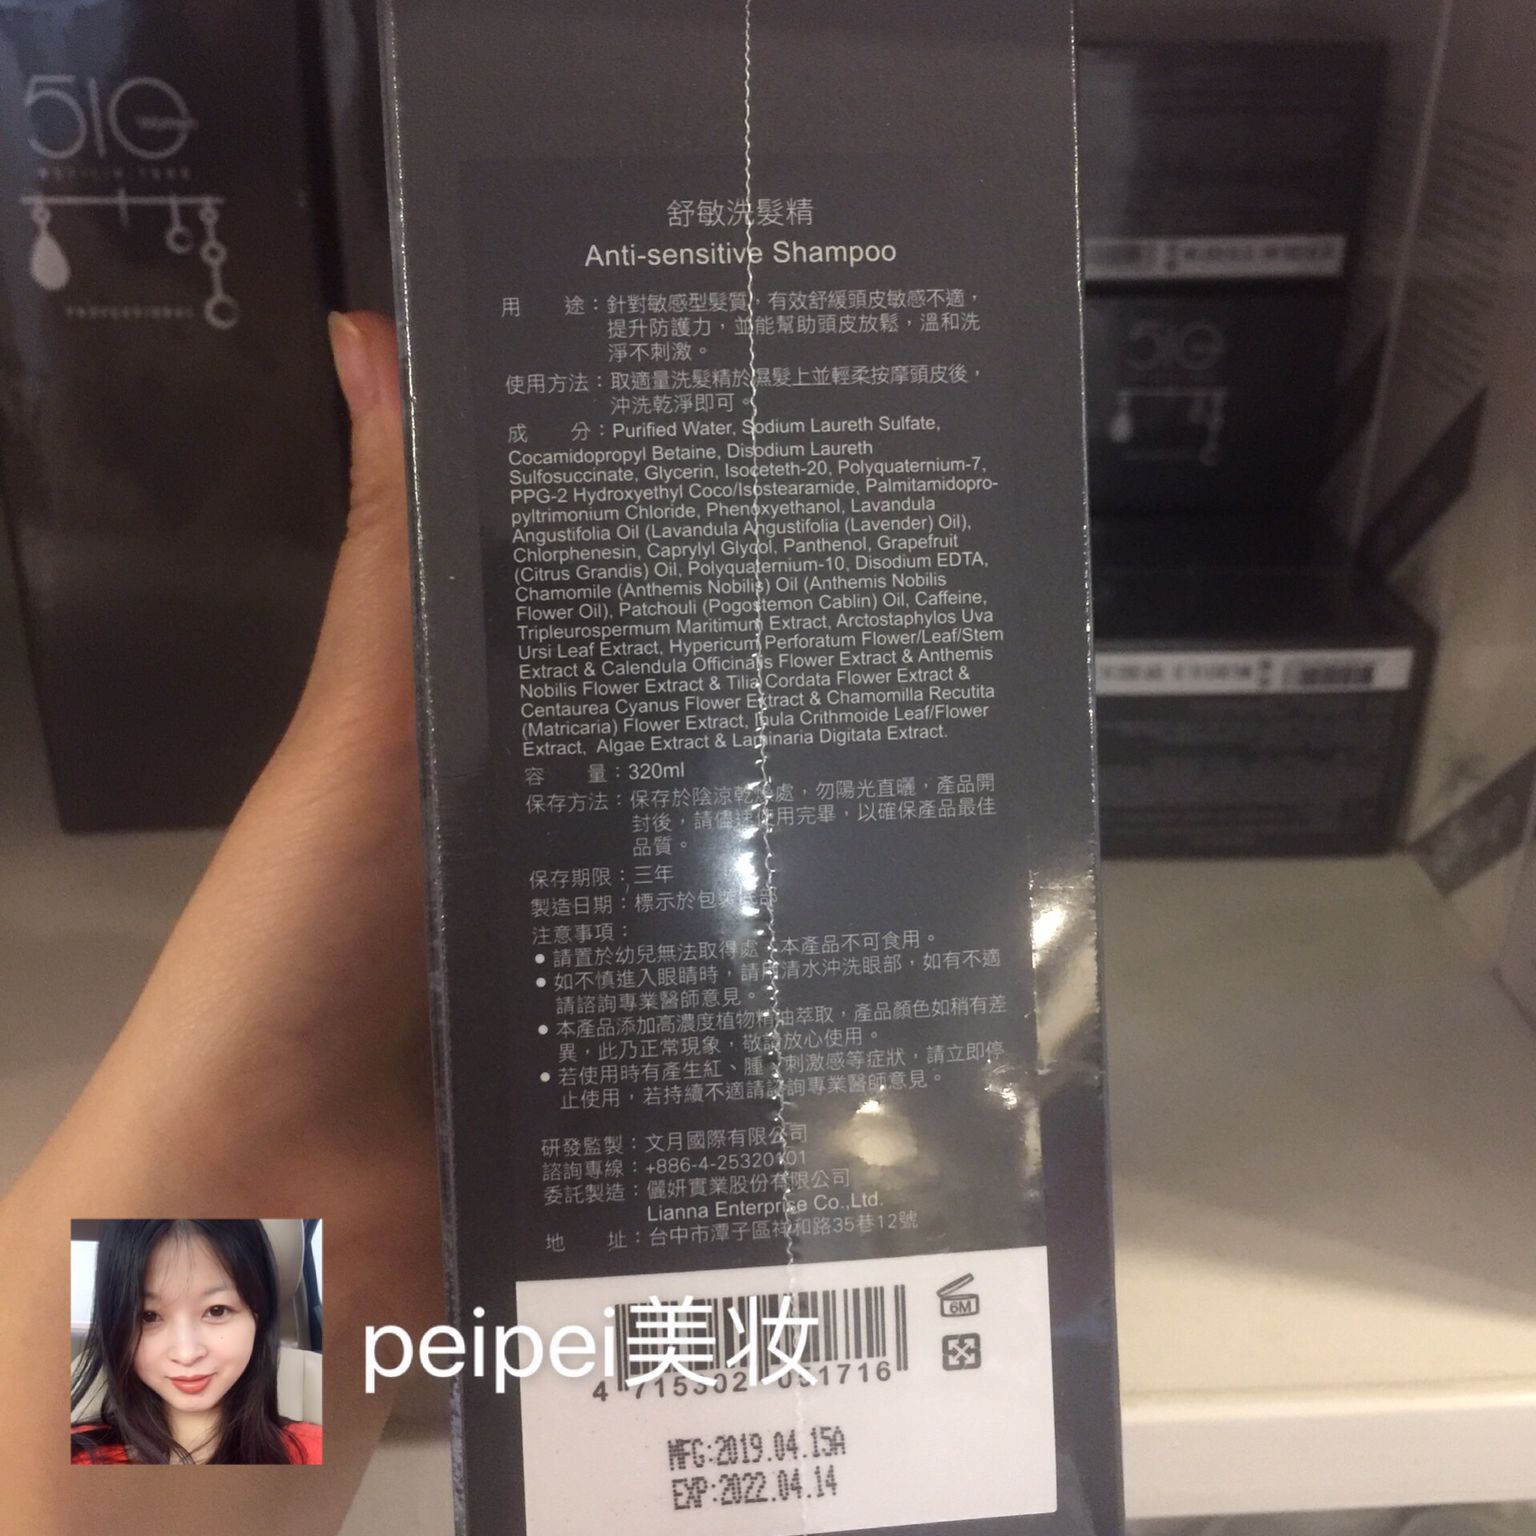 510
舒敏洗髮精
Anti-sensitive Shampoo
用 途：針對敏感型髮質，有效舒緩頭皮敏感不適，
提升防護力，並能幫助頭皮放鬆，溫和洗
淨不刺激。
使用方法：取適量洗髮精於濕髮上並輕柔按摩頭皮後，
沖洗乾淨即可。
成 分：Purified Water, Sodium Laureth Sulfate,
Cocamidopropyl Betaine, Disodium Laureth
Sulfosuccinate, Glycerin, Isoceteth-20, Polyquaternium-7,
PPG-2 Hydroxyethyl Coco/Isostearamide, Palmitamidopro-
pyltrimonium Chloride, Phenoxyethanol, Lavandula
Angustifolia Oil (Lavandula Angustifolia (Lavender) Oil),
Chlorphenesin, Caprylyl Glycol, Panthenol, Grapefruit
(Citrus Grandis) Oil, Polyquaternium-10, Disodium EDTA,
Chamomile (Anthemis Nobilis) Oil (Anthemis Nobilis
Flower Oil), Patchouli (Pogostemon Cablin) Oil, Caffeine,
Tripleurospermum Maritimum Extract, Arctostaphylos Uva
Ursi Leaf Extract, Hypericum Perforatum Flower/Leaf/Stem
Extract & Calendula Officinalis Flower Extract & Anthemis
Nobilis Flower Extract & Tilia Cordata Flower Extract &
Centaurea Cyanus Flower Extract & Chamomilla Recutita
(Matricaria) Flower Extract, Inula Crithmoide Leaf/Flower
Extract, Algae Extract & Laminaria Digitata Extract.
容 量：320ml
保存方法：保存於陰涼乾燥處，勿陽光直曬，產品開
封後，請儘速使用完畢，以確保產品最佳
品質。
保存期限：三年
製造日期：標示於包裝底部
注意事項：
● 請置於幼兒無法取得處，本產品不可食用。
● 如不慎進入眼睛時，請用清水沖洗眼部，如有不適
請諮詢專業醫師意見。
● 本產品添加高濃度植物精油萃取，產品顏色如稍有差
異，此乃正常現象，敬請放心使用。
● 若使用時有產生紅、腫、刺激感等症狀，請立即停
止使用，若持續不適請諮詢專業醫師意見。
研發監製：文月國際有限公司
諮詢專線：+886-4-25320101
委託製造：儷妍實業股份有限公司
Lianna Enterprise Co.,Ltd.
地 址：台中市潭子區祥和路35巷12號
6M
peipei美妆
4 715302 091716
MFG:2019.04.15A
EXP:2022.04.14
510